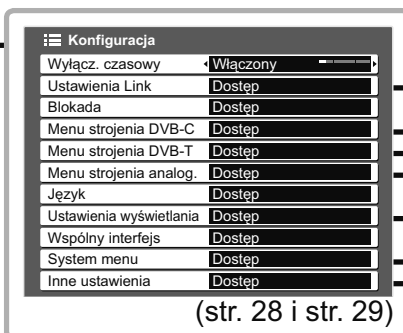 Konfiguracja
Wyłącz. czasowy Włączony
Ustawienia Link Dostęp
Blokada Dostęp
Menu strojenia DVB-C Dostęp
Menu strojenia DVB-T Dostęp
Menu strojenia analog. Dostęp
Język Dostęp
Ustawienia wyświetlania Dostęp
Wspólny interfejs Dostęp
System menu Dostęp
Inne ustawienia Dostęp
(str. 28 i str. 29)